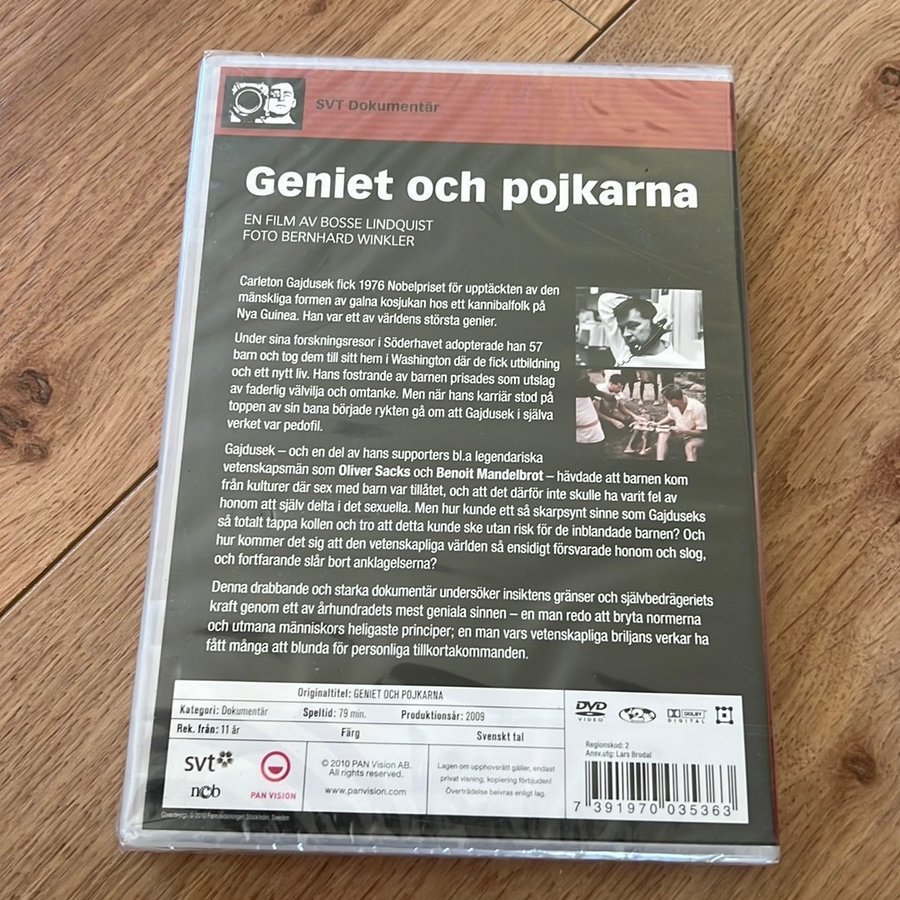 SVT Dokumentär
Geniet och pojkarna
EN FILM AV BOSSE LINDQUIST
FOTO BERNHARD WINKLER
Carleton Gajdusek fick 1976 Nobelpriset för upptäckten av den
mänskliga formen av galna kosjukan hos ett kannibalfolk på
Nya Guinea. Han var ett av världens största genier.
Under sina forskningsresor i Söderhavet adopterade han 57
barn och tog dem till sitt hem i Washington där de fick utbildning
och ett nytt liv. Hans fostrande av barnen prisades som utslag
av faderlig välvilja och omtanke. Men när hans karriär stod på
toppen av sin bana började rykten gå om att Gajdusek i själva
verket var pedofil.
Gajdusek – och en del av hans supporters bl.a legendariska
vetenskapsmän som Oliver Sacks och Benoit Mandelbrot – hävdade att barnen kom
från kulturer där sex med barn var tillåtet, och att det därför inte skulle ha varit fel av
honom att själv delta i det sexuella. Men hur kunde ett så skarpsynt sinne som Gajduseks
så totalt tappa kollen och tro att detta kunde ske utan risk för de inblandade barnen? Och
hur kommer det sig att den vetenskapliga världen så ensidigt försvarade honom och slog,
och fortfarande slår bort anklagelserna?
Denna drabbande och starka dokumentär undersöker insiktens gränser och självbedrägeriets
kraft genom ett av århundradets mest geniala sinnen – en man redo att bryta normerna
och utmana människors heligaste principer; en man vars vetenskapliga briljans verkar ha
fått många att blunda för personliga tillkortakommanden.
Originaltitel: GENIET OCH POJKARNA
Kategori: Dokumentär Speltid: 79 min. Produktionsår: 2009
Rek. från: 11 år Färg Svenskt tal
DVD VIDEO 2 DOLBY DIGITAL
Regionskod: 2
Ansv.utg: Lars Brodal
svt
ncb
PAN VISION
© 2010 PAN Vision AB.
All rights reserved.
www.panvision.com
Lagen om upphovsrätt gäller, endast
privat visning, kopiering förbjuden!
Överträdelse beivras enligt lag.
7 391970 035363